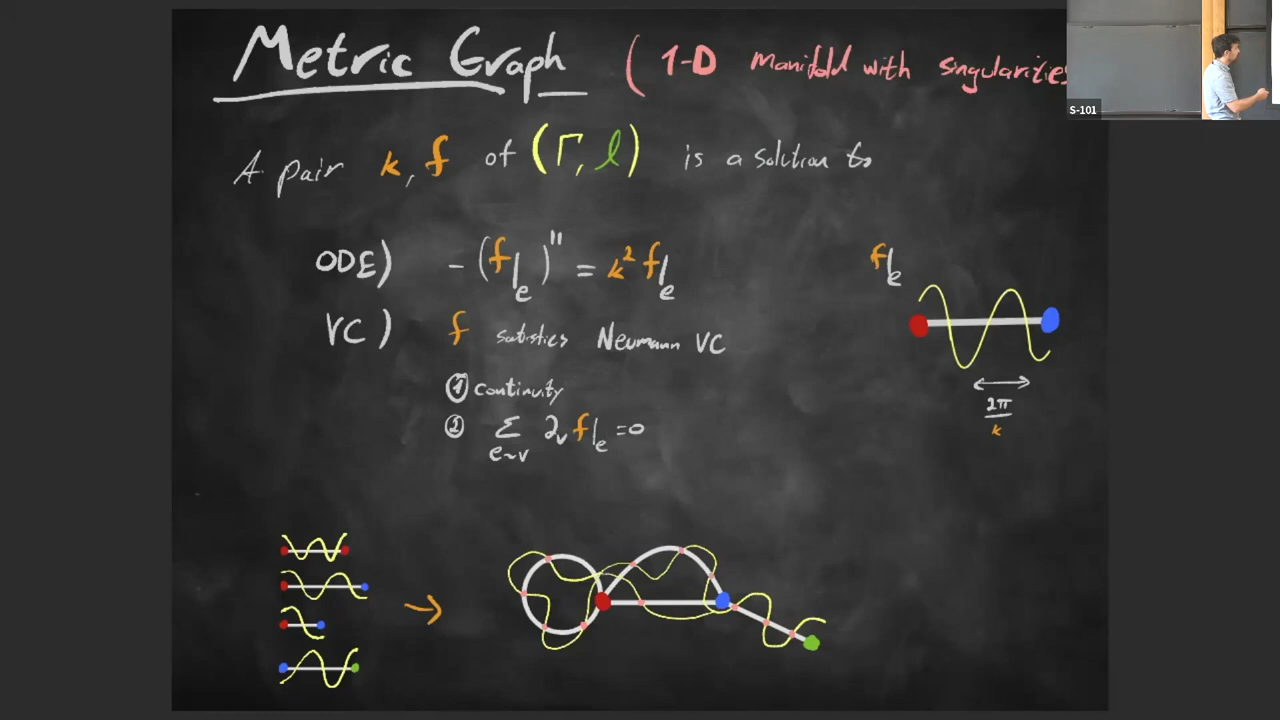 Metric Graph ( 1-D manifold with singularities
S-101
A pair k, f of (Γ, l) is a solution to
ODE) - (f|e)'' = k² f|e
f|e
VC) f satisfies Neumann VC
① continuity
2π/k
② Σ e~v ∂ν f|e = 0